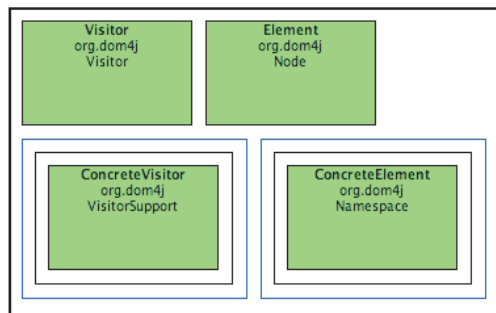 Visitor
org.dom4j
Visitor
Element
org.dom4j
Node
ConcreteVisitor
org.dom4j
VisitorSupport
ConcreteElement
org.dom4j
Namespace